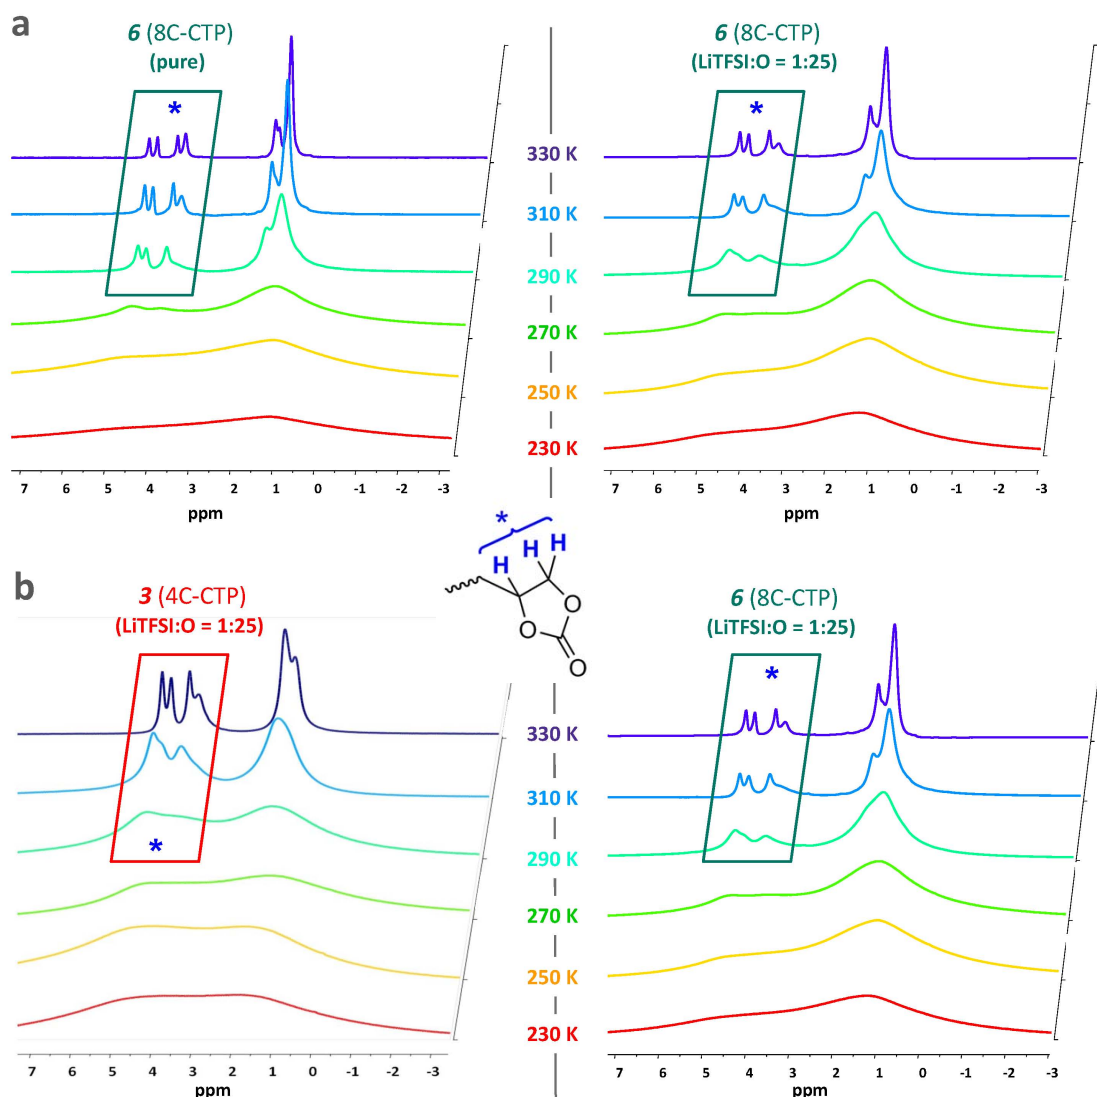 a
6 (8C-CTP)
(pure)
*
6 (8C-CTP)
(LiTFSI:O = 1:25)
*
330 K
310 K
290 K
270 K
250 K
230 K
7 6 5 4 3 2 1 0 -1 -2 -3
ppm
7 6 5 4 3 2 1 0 -1 -2 -3
ppm
*
H H H
O
O
O
b
3 (4C-CTP)
(LiTFSI:O = 1:25)
*
6 (8C-CTP)
(LiTFSI:O = 1:25)
*
330 K
310 K
290 K
270 K
250 K
230 K
7 6 5 4 3 2 1 0 -1 -2 -3
ppm
7 6 5 4 3 2 1 0 -1 -2 -3
ppm